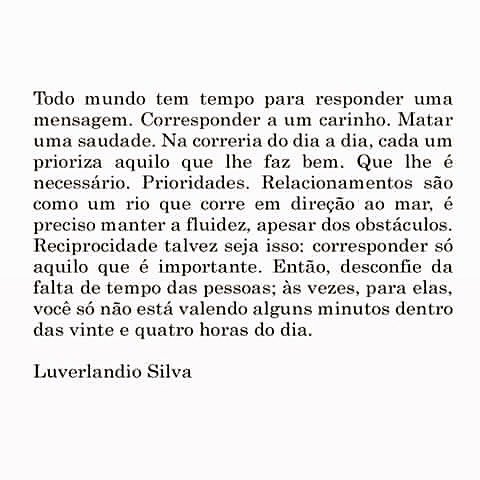 Todo mundo tem tempo para responder uma
mensagem. Corresponder a um carinho. Matar
uma saudade. Na correria do dia a dia, cada um
prioriza aquilo que lhe faz bem. Que lhe é
necessário. Prioridades. Relacionamentos são
como um rio que corre em direção ao mar, é
preciso manter a fluidez, apesar dos obstáculos.
Reciprocidade talvez seja isso: corresponder só
aquilo que é importante. Então, desconfie da
falta de tempo das pessoas; às vezes, para elas,
você só não está valendo alguns minutos dentro
das vinte e quatro horas do dia.
Luverlandio Silva